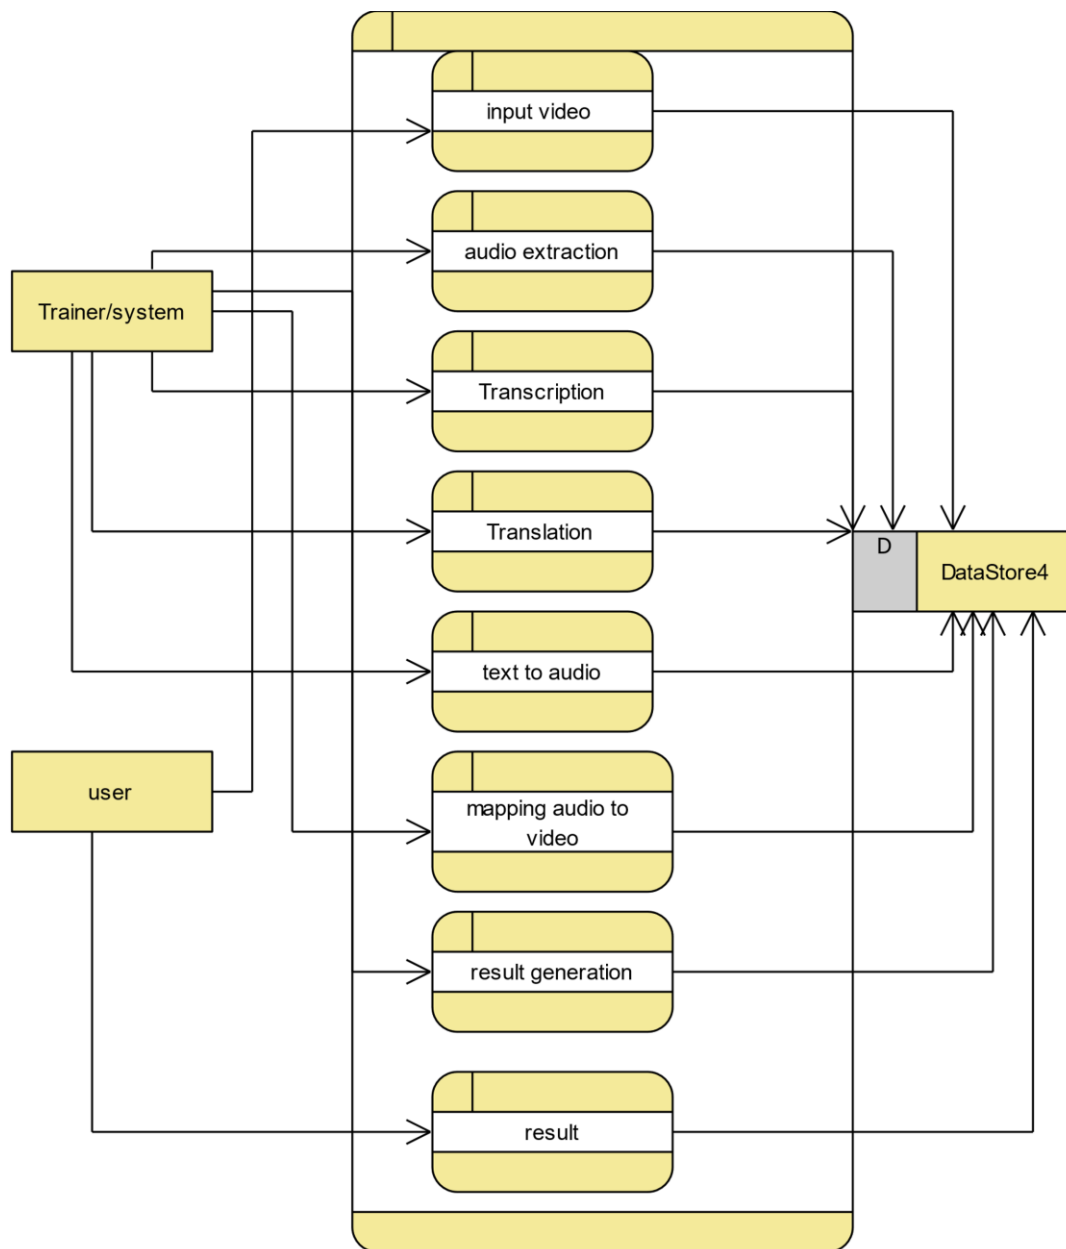 input video
audio extraction
Trainer/system
Transcription
Translation
D
DataStore4
text to audio
user
mapping audio to
video
result generation
result